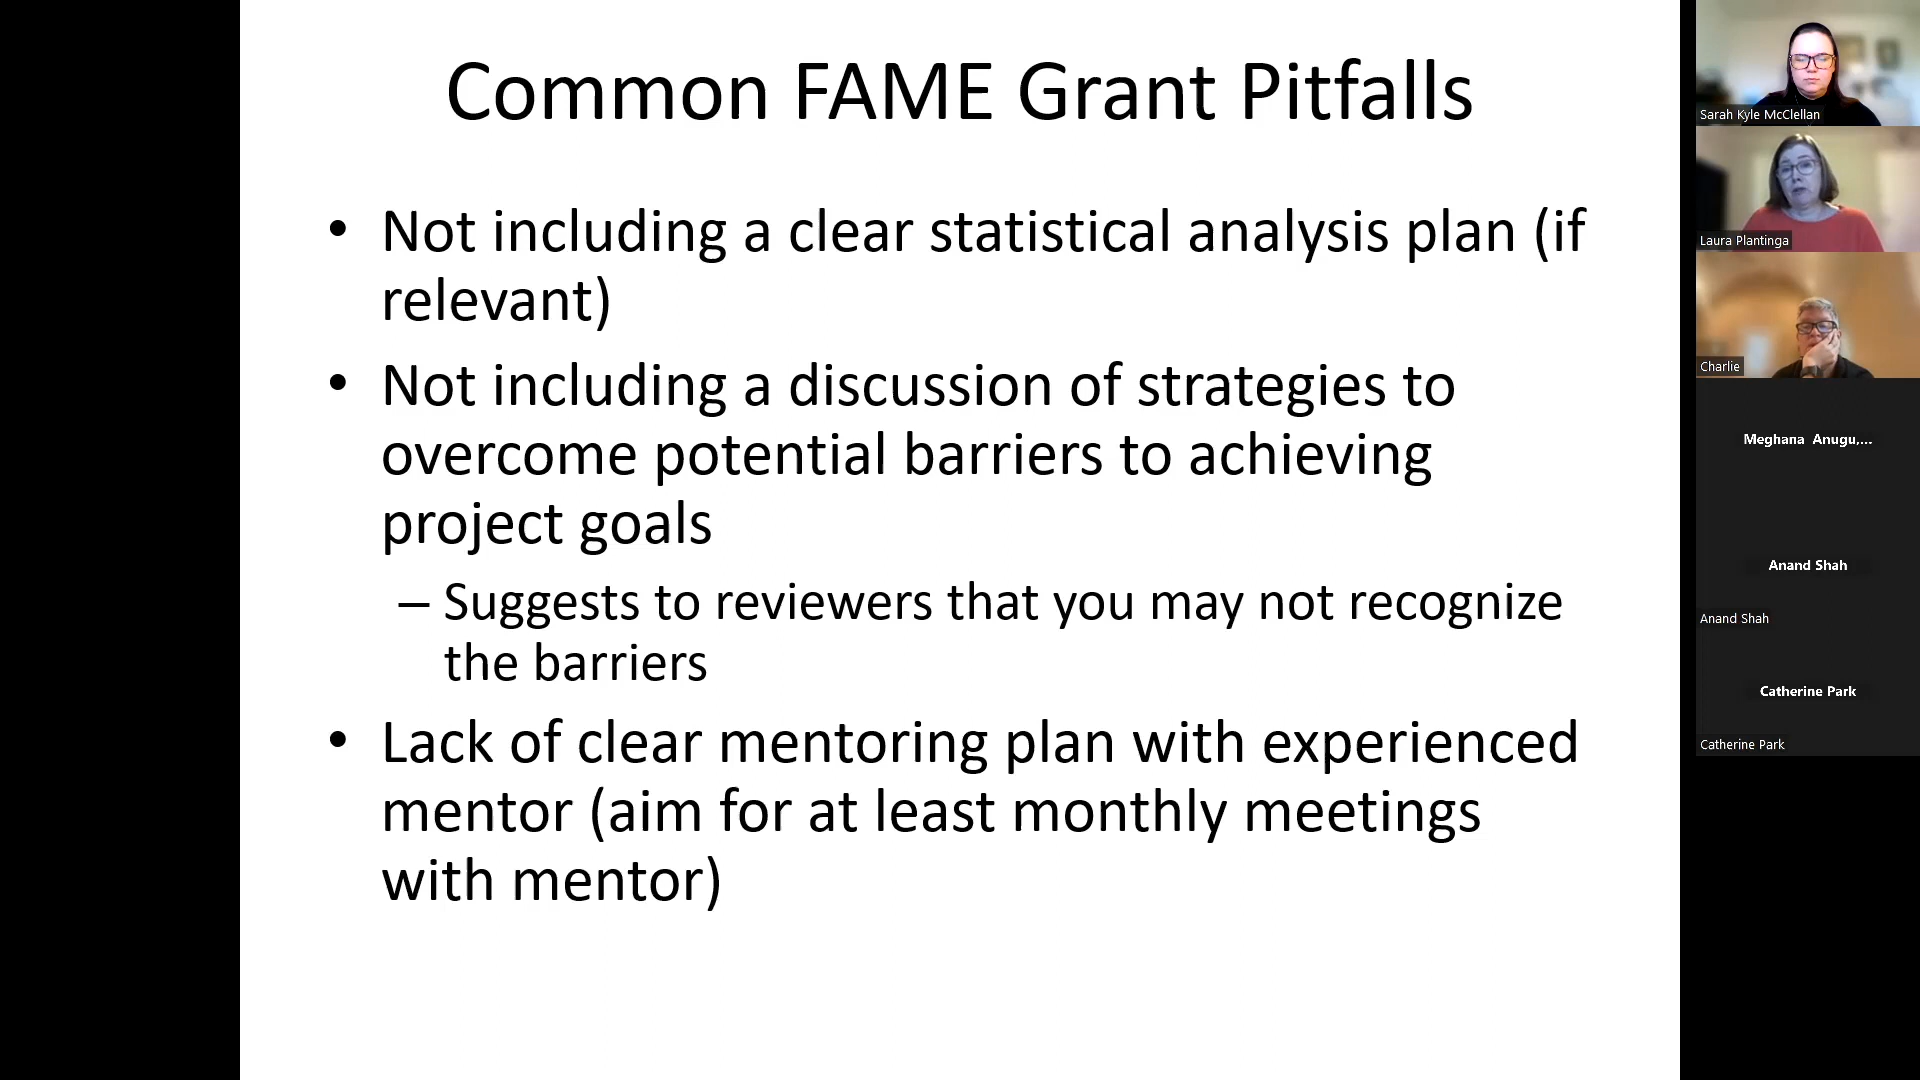 Common FAME Grant Pitfalls
• Not including a clear statistical analysis plan (if
relevant)
• Not including a discussion of strategies to
overcome potential barriers to achieving
project goals
– Suggests to reviewers that you may not recognize
the barriers
• Lack of clear mentoring plan with experienced
mentor (aim for at least monthly meetings
with mentor)
Sarah Kyle McClellan
Laura Plantinga
Charlie
Meghana Anugu,...
Anand Shah
Anand Shah
Catherine Park
Catherine Park